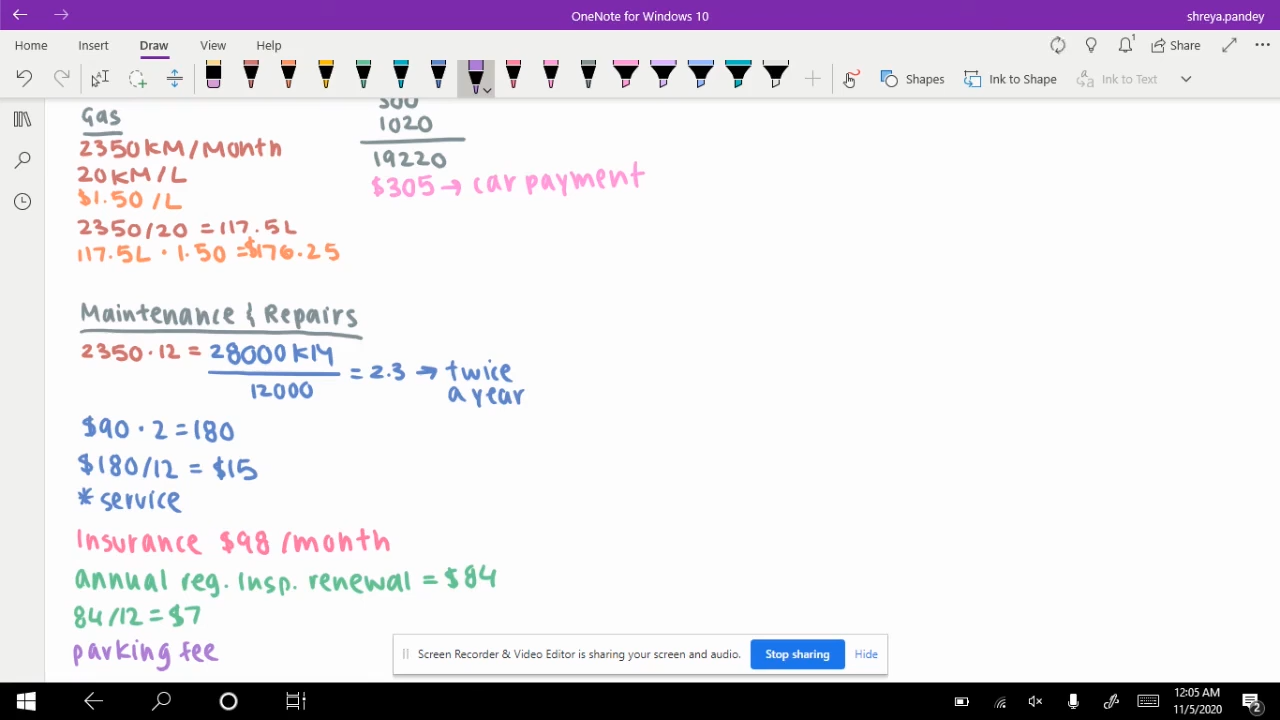 OneNote for Windows 10
shreya.pandey
Home Insert Draw View Help
1
Share
Shapes Ink to Shape Ink to Text
Gas
2350KM/Month
20KM/L
$1.50/L
2350/20 = 117.5L
117.5L · 1.50 = $176.25
1020
19220
$305 → car payment
Maintenance & Repairs
2350 · 12 = 28000KM
12000
= 2.3 → twice
a year
$90 · 2 = 180
$180/12 = $15
* service
Insurance $98/month
annual reg. Insp. renewal = $84
84/12 = $7
parking fee
Screen Recorder & Video Editor is sharing your screen and audio. Stop sharing Hide
12:05 AM
11/5/2020
2